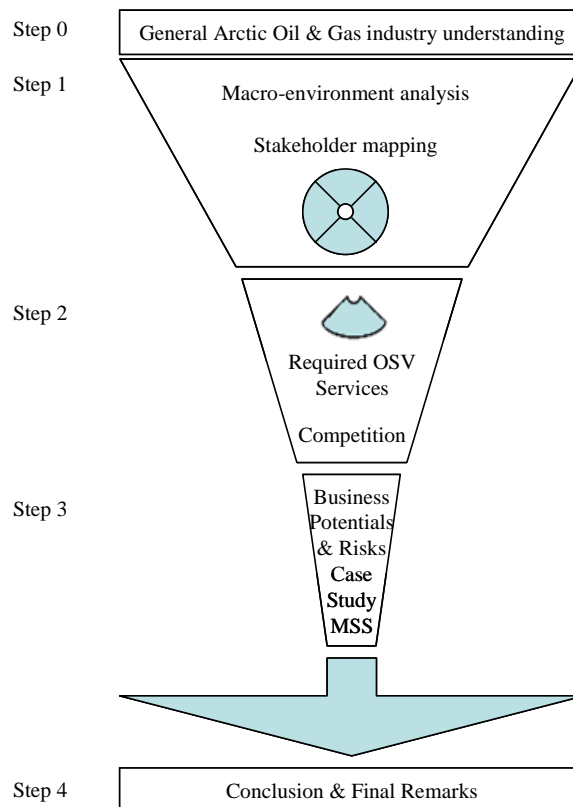 Step 0
General Arctic Oil & Gas industry understanding
Step 1
Macro-environment analysis
Stakeholder mapping
Step 2
Required OSV
Services
Competition
Step 3
Business
Potentials
& Risks
Case
Study
MSS
Step 4
Conclusion & Final Remarks